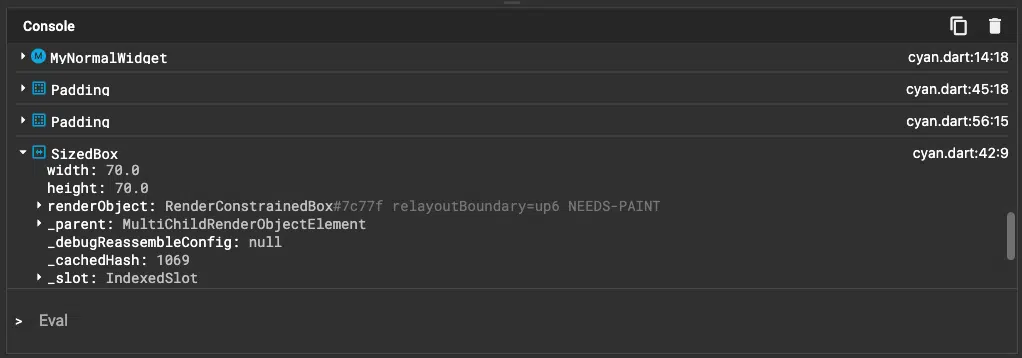 Console
MyNormalWidget cyan.dart:14:18
Padding cyan.dart:45:18
Padding cyan.dart:56:15
SizedBox cyan.dart:42:9
width: 70.0
height: 70.0
renderObject: RenderConstrainedBox#7c77f relayoutBoundary=up6 NEEDS-PAINT
_parent: MultiChildRenderObjectElement
_debugReassembleConfig: null
_cachedHash: 1069
_slot: IndexedSlot
> Eval